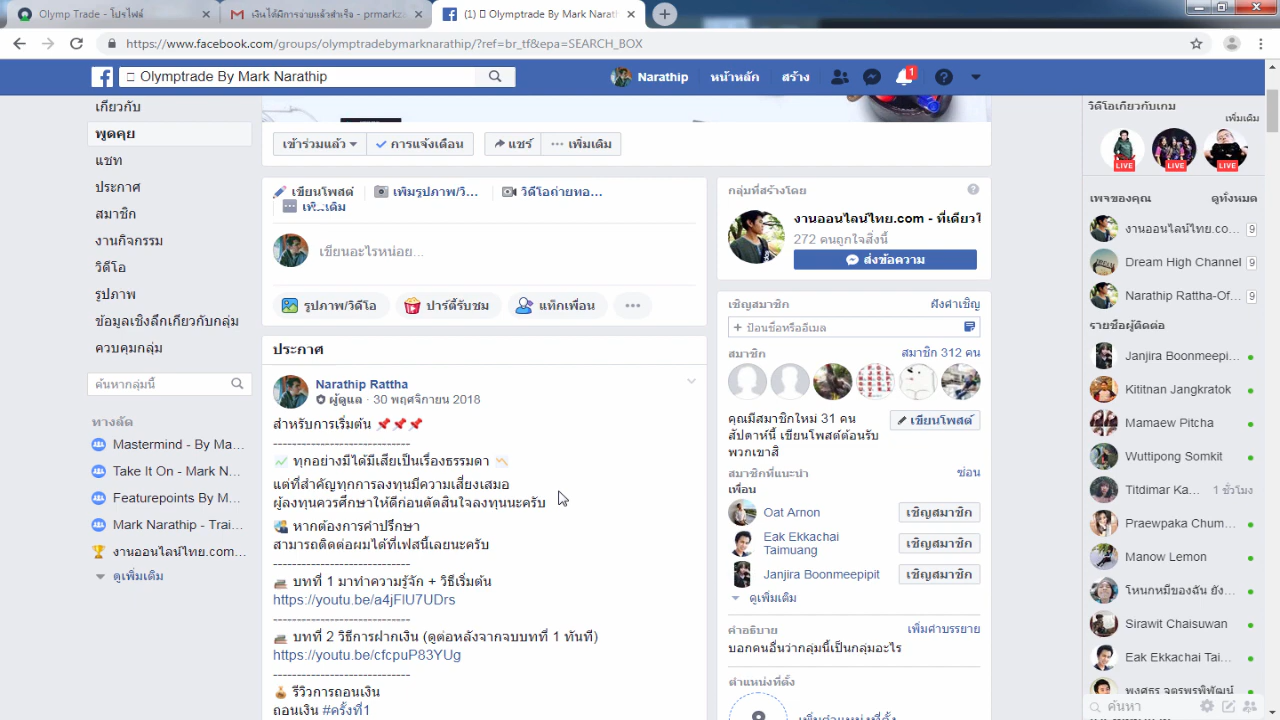 Olymp Trade - โปรไฟล์
เงินได้มีการจ่ายแล้วสำเร็จ - prmarkz
(1) Olymptrade By Mark Narat
https://www.facebook.com/groups/olymptradebymarknarathip/?ref=br_tf&epa=SEARCH_BOX
Olymptrade By Mark Narathip
Narathip
หน้าหลัก
สร้าง
1
เกี่ยวกับ
พูดคุย
แชท
ประกาศ
สมาชิก
งานกิจกรรม
วิดีโอ
รูปภาพ
ข้อมูลเชิงลึกเกี่ยวกับกลุ่ม
ควบคุมกลุ่ม
ค้นหากลุ่มนี้
ทางลัด
Mastermind - By Ma...
Take It On - Mark N...
Featurepoints By M...
Mark Narathip - Trai...
งานออนไลน์ไทย.com...
ดูเพิ่มเติม
เข้าร่วมแล้ว
การแจ้งเตือน
แชร์
เพิ่มเติม
เขียนโพสต์
เพิ่มรูปภาพ/วิ...
วิดีโอถ่ายทอ...
เพิ่มเติม
เขียนอะไรหน่อย...
รูปภาพ/วิดีโอ
ปาร์ตี้รับชม
แท็กเพื่อน
ประกาศ
Narathip Rattha
ผู้ดูแล · 30 พฤศจิกายน 2018
สำหรับการเริ่มต้น 📌📌📌
-----------------------------
📈 ทุกอย่างมีได้มีเสียเป็นเรื่องธรรมดา 📉
แต่ที่สำคัญทุกการลงทุนมีความเสี่ยงเสมอ
ผู้ลงทุนควรศึกษาให้ดีก่อนตัดสินใจลงทุนนะครับ
หากต้องการคำปรึกษา
สามารถติดต่อผมได้ที่เฟสนี้เลยนะครับ
-----------------------------
บทที่ 1 มาทำความรู้จัก + วิธีเริ่มต้น
https://youtu.be/a4jFlU7UDrs
-----------------------------
บทที่ 2 วิธีการฝากเงิน (ดูต่อหลังจากจบบทที่ 1 ทันที)
https://youtu.be/cfcpuP83YUg
-----------------------------
💰 รีวิวการถอนเงิน
ถอนเงิน #ครั้งที่1
กลุ่มที่สร้างโดย
งานออนไลน์ไทย.com - ที่เดียวใ
272 คนถูกใจสิ่งนี้
ส่งข้อความ
เชิญสมาชิก
ฝังคำเชิญ
+ ป้อนชื่อหรืออีเมล
สมาชิก
สมาชิก 312 คน
คุณมีสมาชิกใหม่ 31 คน
สัปดาห์นี้ เขียนโพสต์ต้อนรับ
พวกเขาสิ
เขียนโพสต์
สมาชิกที่แนะนำ
ซ่อน
เพื่อน
Oat Arnon
เชิญสมาชิก
Eak Ekkachai
Taimuang
เชิญสมาชิก
Janjira Boonmeepipit
เชิญสมาชิก
ดูเพิ่มเติม
คำอธิบาย
เพิ่มคำบรรยาย
บอกคนอื่นว่ากลุ่มนี้เป็นกลุ่มอะไร
ตำแหน่งที่ตั้ง
เพิ่มตำแหน่งที่ตั้ง
วิดีโอเกี่ยวกับเกม
เพิ่มเติม
LIVE
LIVE
LIVE
เพจของคุณ
ดูทั้งหมด
งานออนไลน์ไทย.co...
9
Dream High Channel
9
Narathip Rattha-Of...
9
รายชื่อผู้ติดต่อ
Janjira Boonmeepi...
Kititnan Jangkratok
Mamaew Pitcha
Wuttipong Somkit
Titdimar Ka...
1 ชั่วโมง
Praewpaka Chum...
Manow Lemon
โหนกหมีของฉัน ยัง...
Sirawit Chaisuwan
Eak Ekkachai Tai...
พงศธร จตรพรพิพัฒน์
ค้นหา